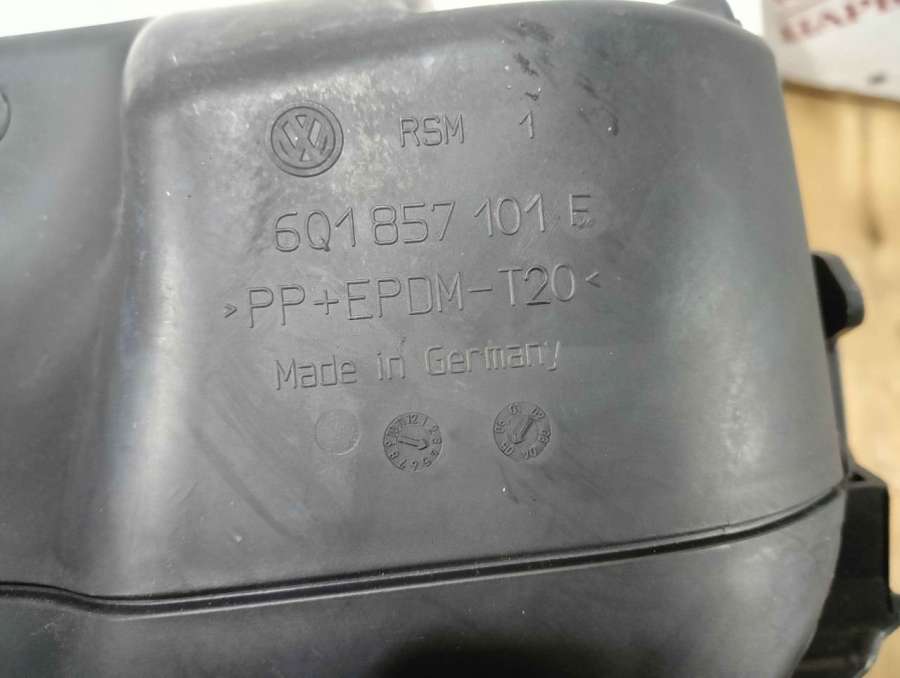 RSM 1
6Q1 857 101 E
>PP+EPDM-T20<
Made in Germany